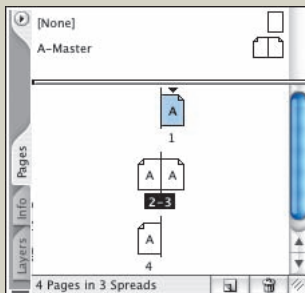 [None]
A-Master
A
1
A A
2-3
A
4
Pages
Info
Layers
4 Pages in 3 Spreads